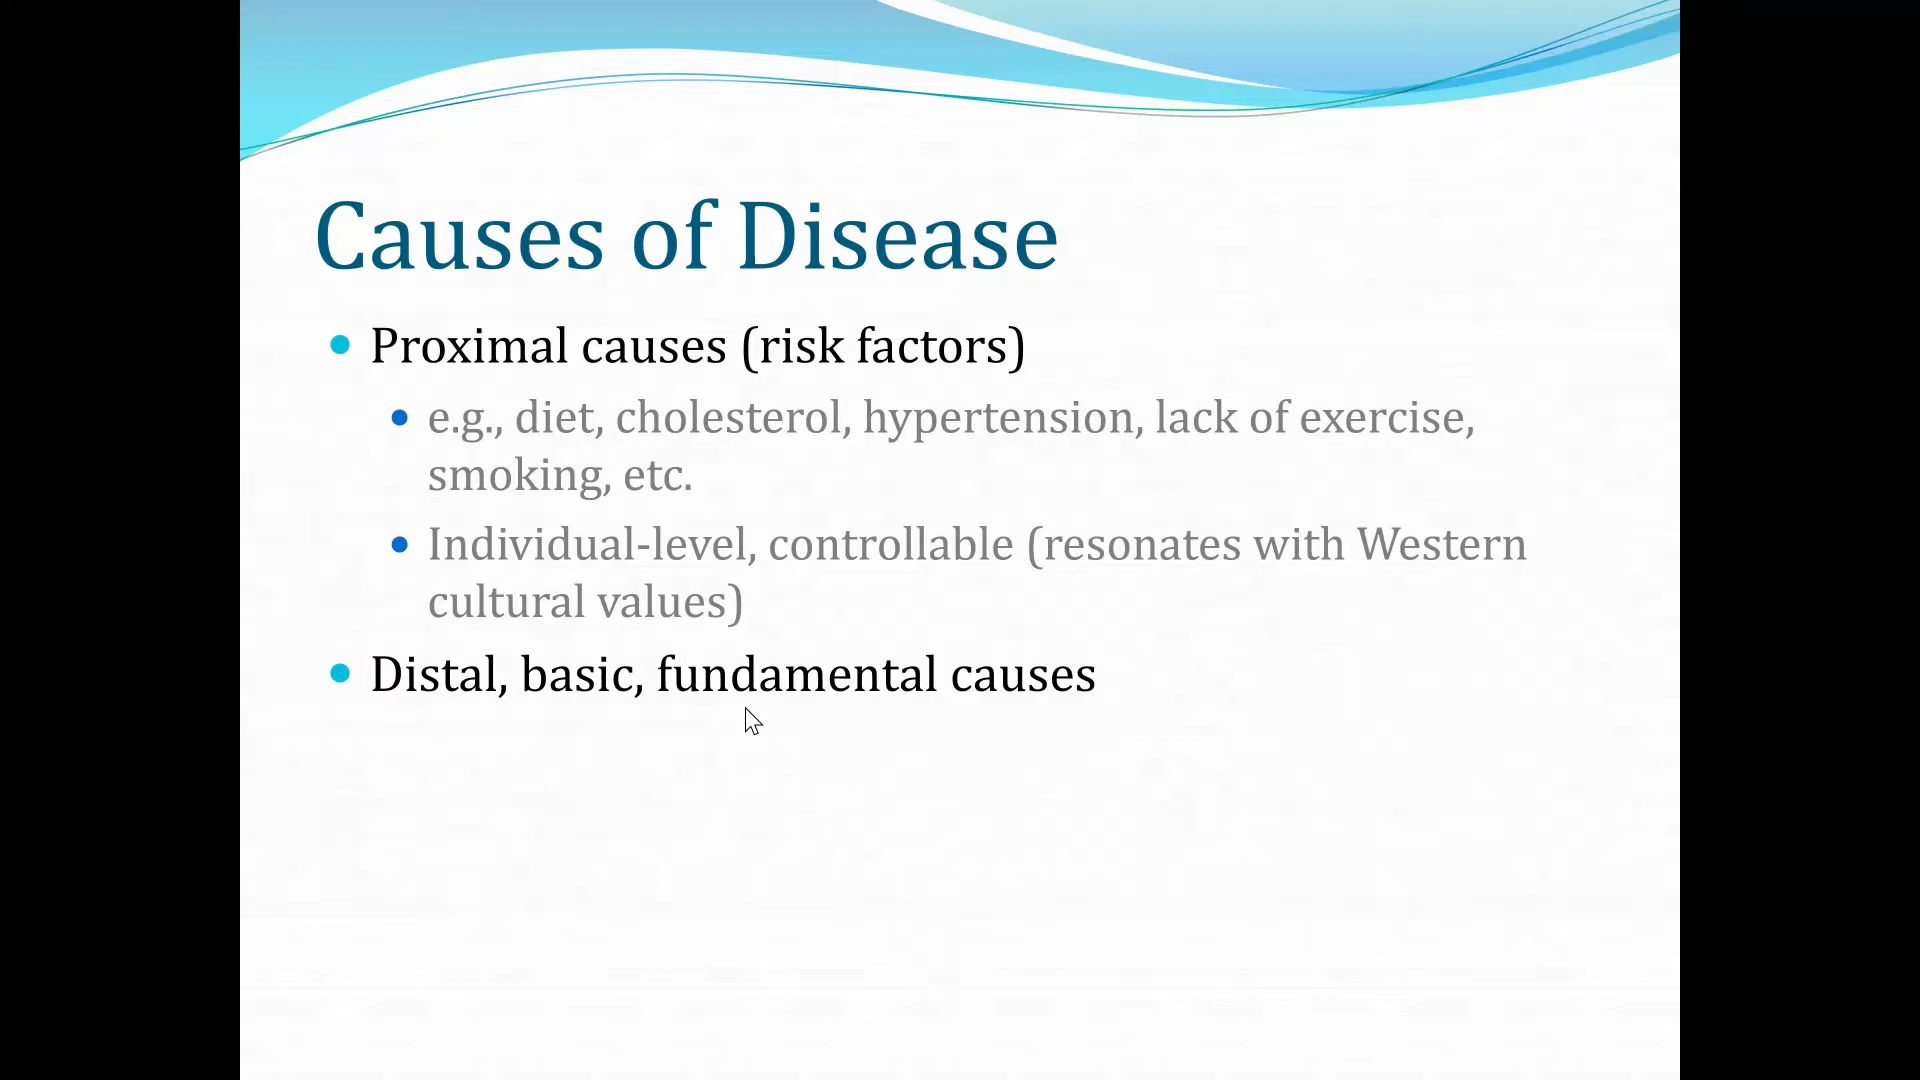 Causes of Disease
Proximal causes (risk factors)
e.g., diet, cholesterol, hypertension, lack of exercise,
smoking, etc.
Individual-level, controllable (resonates with Western
cultural values)
Distal, basic, fundamental causes